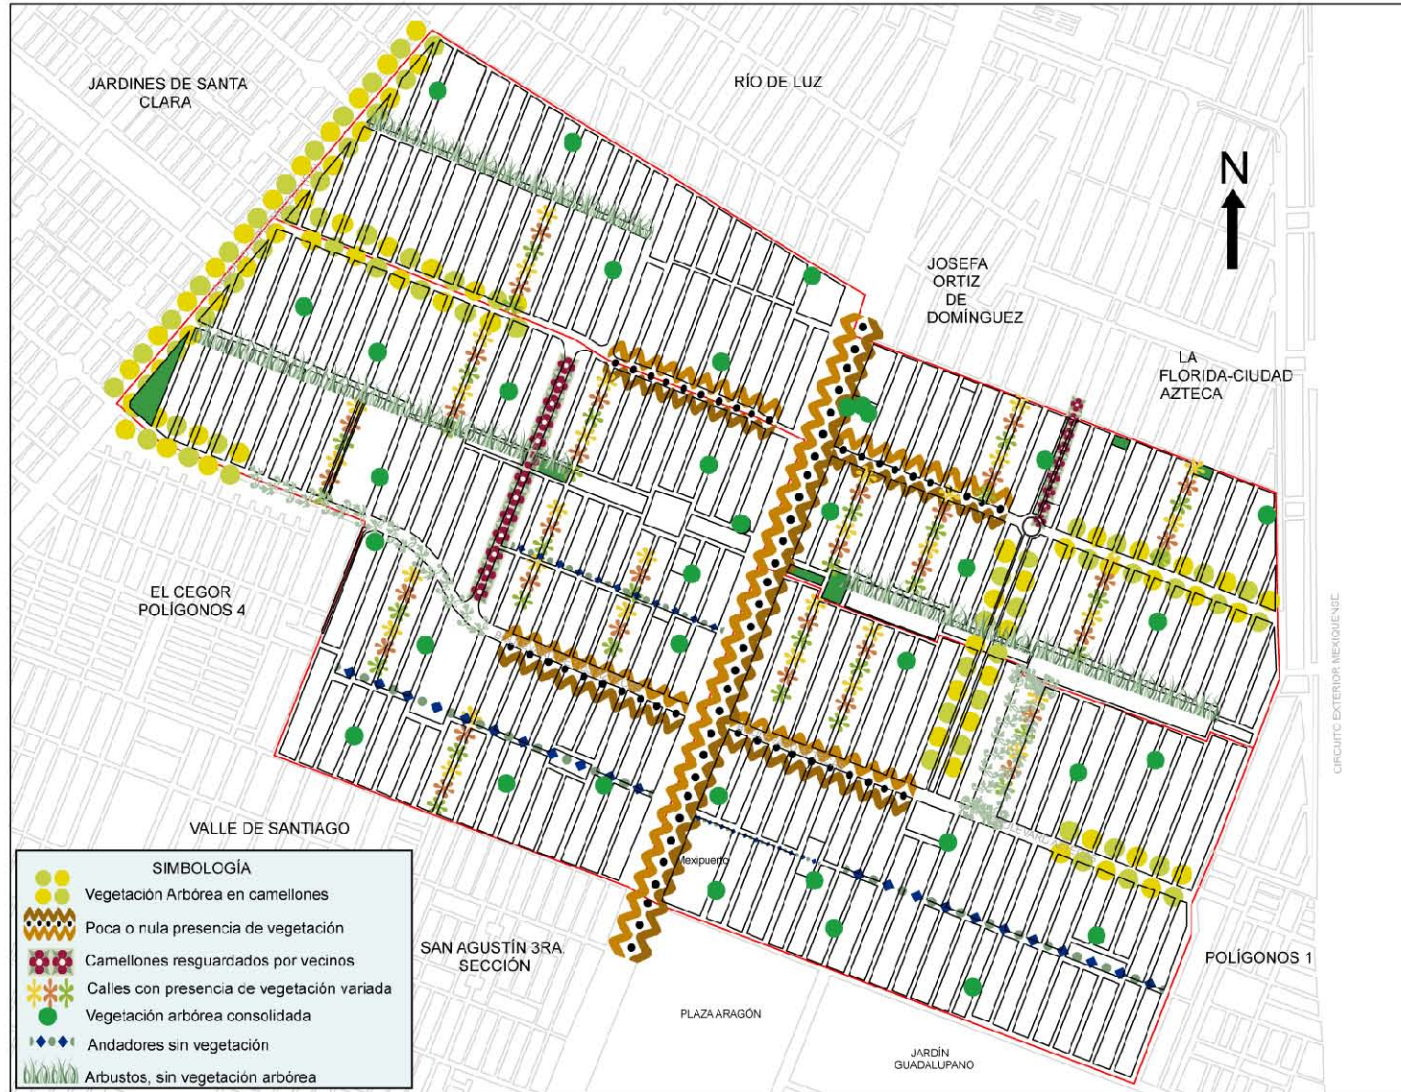 JARDINES DE SANTA
CLARA
RÍO DE LUZ
N
JOSEFA
ORTIZ
DE
DOMÍNGUEZ
LA
FLORIDA-CIUDAD
AZTECA
EL CEGOR
POLÍGONOS 4
CIRCUITO EXTERIOR MEXIQUENSE
VALLE DE SANTIAGO
Mexipuerto
SAN AGUSTÍN 3RA.
SECCIÓN
POLÍGONOS 1
PLAZA ARAGÓN
JARDÍN
GUADALUPANO
SIMBOLOGÍA
Vegetación Arbórea en camellones
Poca o nula presencia de vegetación
Camellones resguardados por vecinos
Calles con presencia de vegetación variada
Vegetación arbórea consolidada
Andadores sin vegetación
Arbustos, sin vegetación arbórea